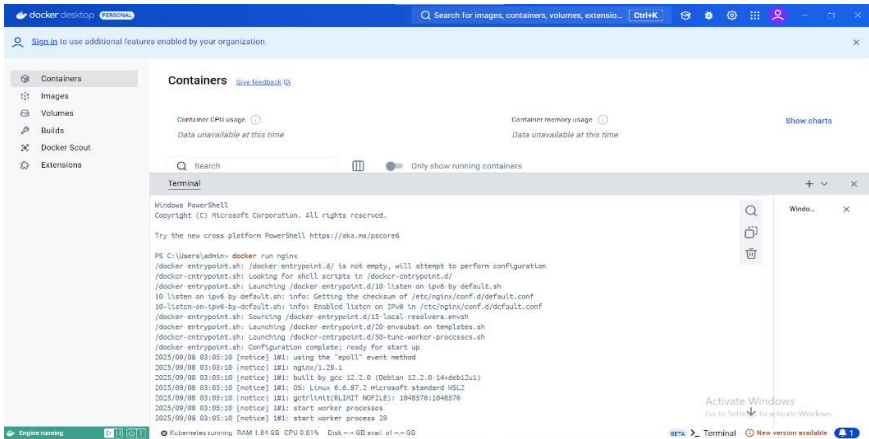 docker desktop PERSONAL
Search for images, containers, volumes, extensio... Ctrl+K
Sign in to use additional features enabled by your organization.
Containers
Images
Volumes
Builds
Docker Scout
Extensions
Containers Give feedback
Container CPU usage
Data unavailable at this time
Container memory usage
Data unavailable at this time
Show charts
Search
Only show running containers
Terminal
Windo...
Windows PowerShell
Copyright (C) Microsoft Corporation. All rights reserved.
Try the new cross-platform PowerShell https://aka.ms/pscore6
PS C:\Users\admin> docker run nginx
/docker-entrypoint.sh: /docker-entrypoint.d/ is not empty, will attempt to perform configuration
/docker-entrypoint.sh: Looking for shell scripts in /docker-entrypoint.d/
/docker-entrypoint.sh: Launching /docker-entrypoint.d/10-listen-on-ipv6-by-default.sh
10-listen-on-ipv6-by-default.sh: info: Getting the checksum of /etc/nginx/conf.d/default.conf
10-listen-on-ipv6-by-default.sh: info: Enabled listen on IPv6 in /etc/nginx/conf.d/default.conf
/docker-entrypoint.sh: Sourcing /docker-entrypoint.d/15-local-resolvers.envsh
/docker-entrypoint.sh: Launching /docker-entrypoint.d/20-envsubst-on-templates.sh
/docker-entrypoint.sh: Launching /docker-entrypoint.d/30-tune-worker-processes.sh
/docker-entrypoint.sh: Configuration complete; ready for start up
2025/09/08 03:05:10 [notice] 1#1: using the "epoll" event method
2025/09/08 03:05:10 [notice] 1#1: nginx/1.29.1
2025/09/08 03:05:10 [notice] 1#1: built by gcc 12.2.0 (Debian 12.2.0-14+deb12u1)
2025/09/08 03:05:10 [notice] 1#1: OS: Linux 6.6.87.2-microsoft-standard-WSL2
2025/09/08 03:05:10 [notice] 1#1: getrlimit(RLIMIT_NOFILE): 1048576:1048576
2025/09/08 03:05:10 [notice] 1#1: start worker processes
2025/09/08 03:05:10 [notice] 1#1: start worker process 29
Activate Windows
Go to Settings to activate Windows.
Engine running
Kubernetes running RAM 1.84 GB CPU 0.81% Disk --.-- GB avail. of --.-- GB
BETA >_ Terminal
New version available
1